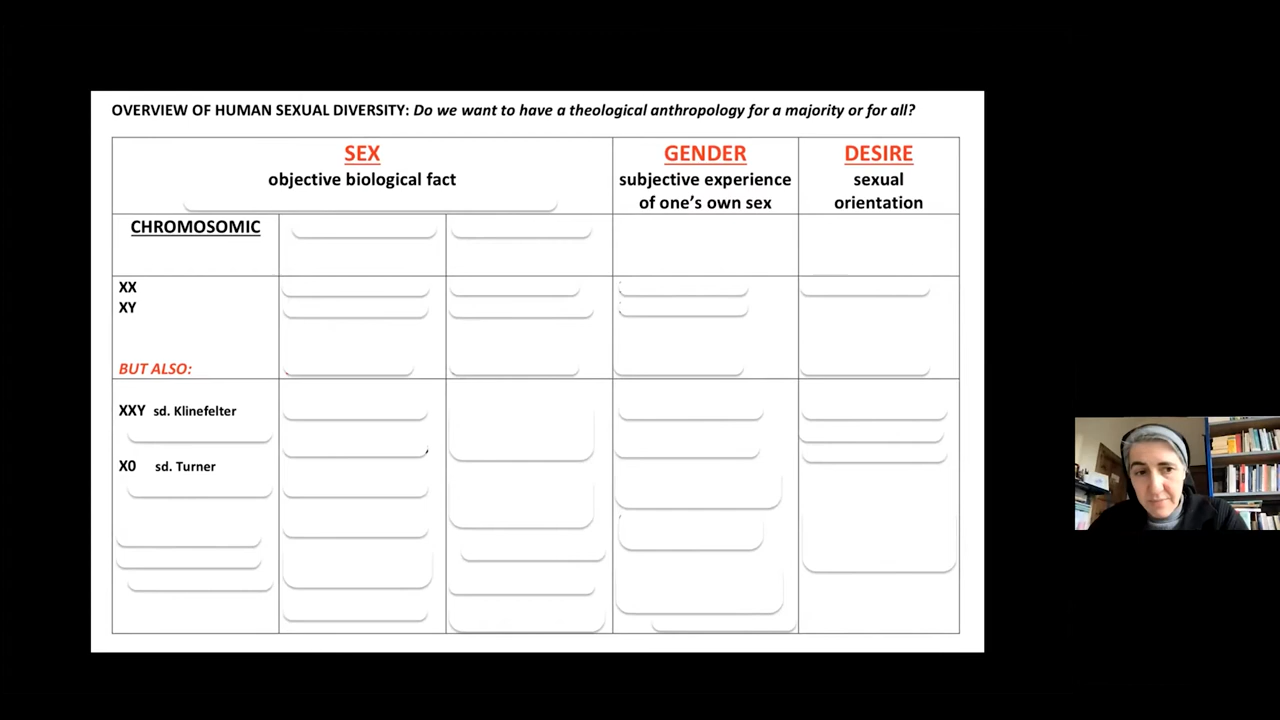 OVERVIEW OF HUMAN SEXUAL DIVERSITY: Do we want to have a theological anthropology for a majority or for all?
SEX
objective biological fact
GENDER
subjective experience
of one's own sex
DESIRE
sexual
orientation
CHROMOSOMIC
XX
XY
BUT ALSO:
XXY sd. Klinefelter
X0 sd. Turner